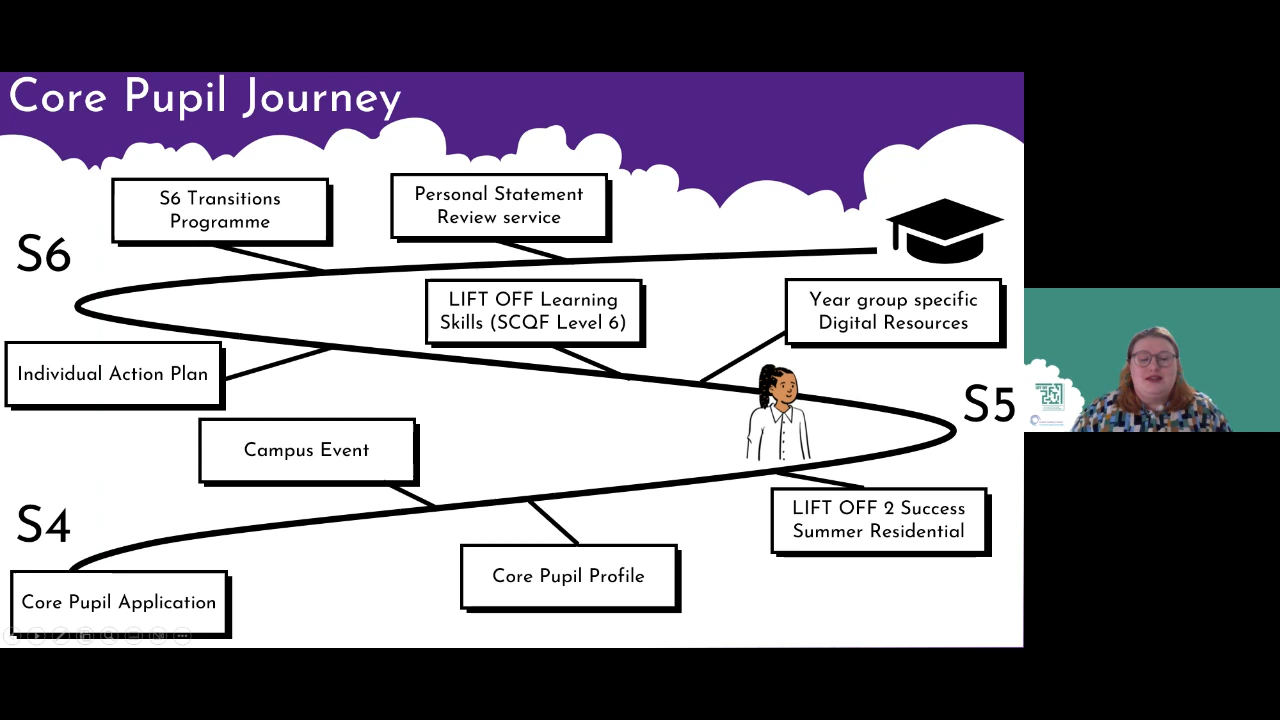 Core Pupil Journey
S6 Transitions
Programme
Personal Statement
Review service
S6
LIFT OFF Learning
Skills (SCQF Level 6)
Year group specific
Digital Resources
Individual Action Plan
S5
Campus Event
LIFT OFF 2 Success
Summer Residential
S4
Core Pupil Profile
Core Pupil Application